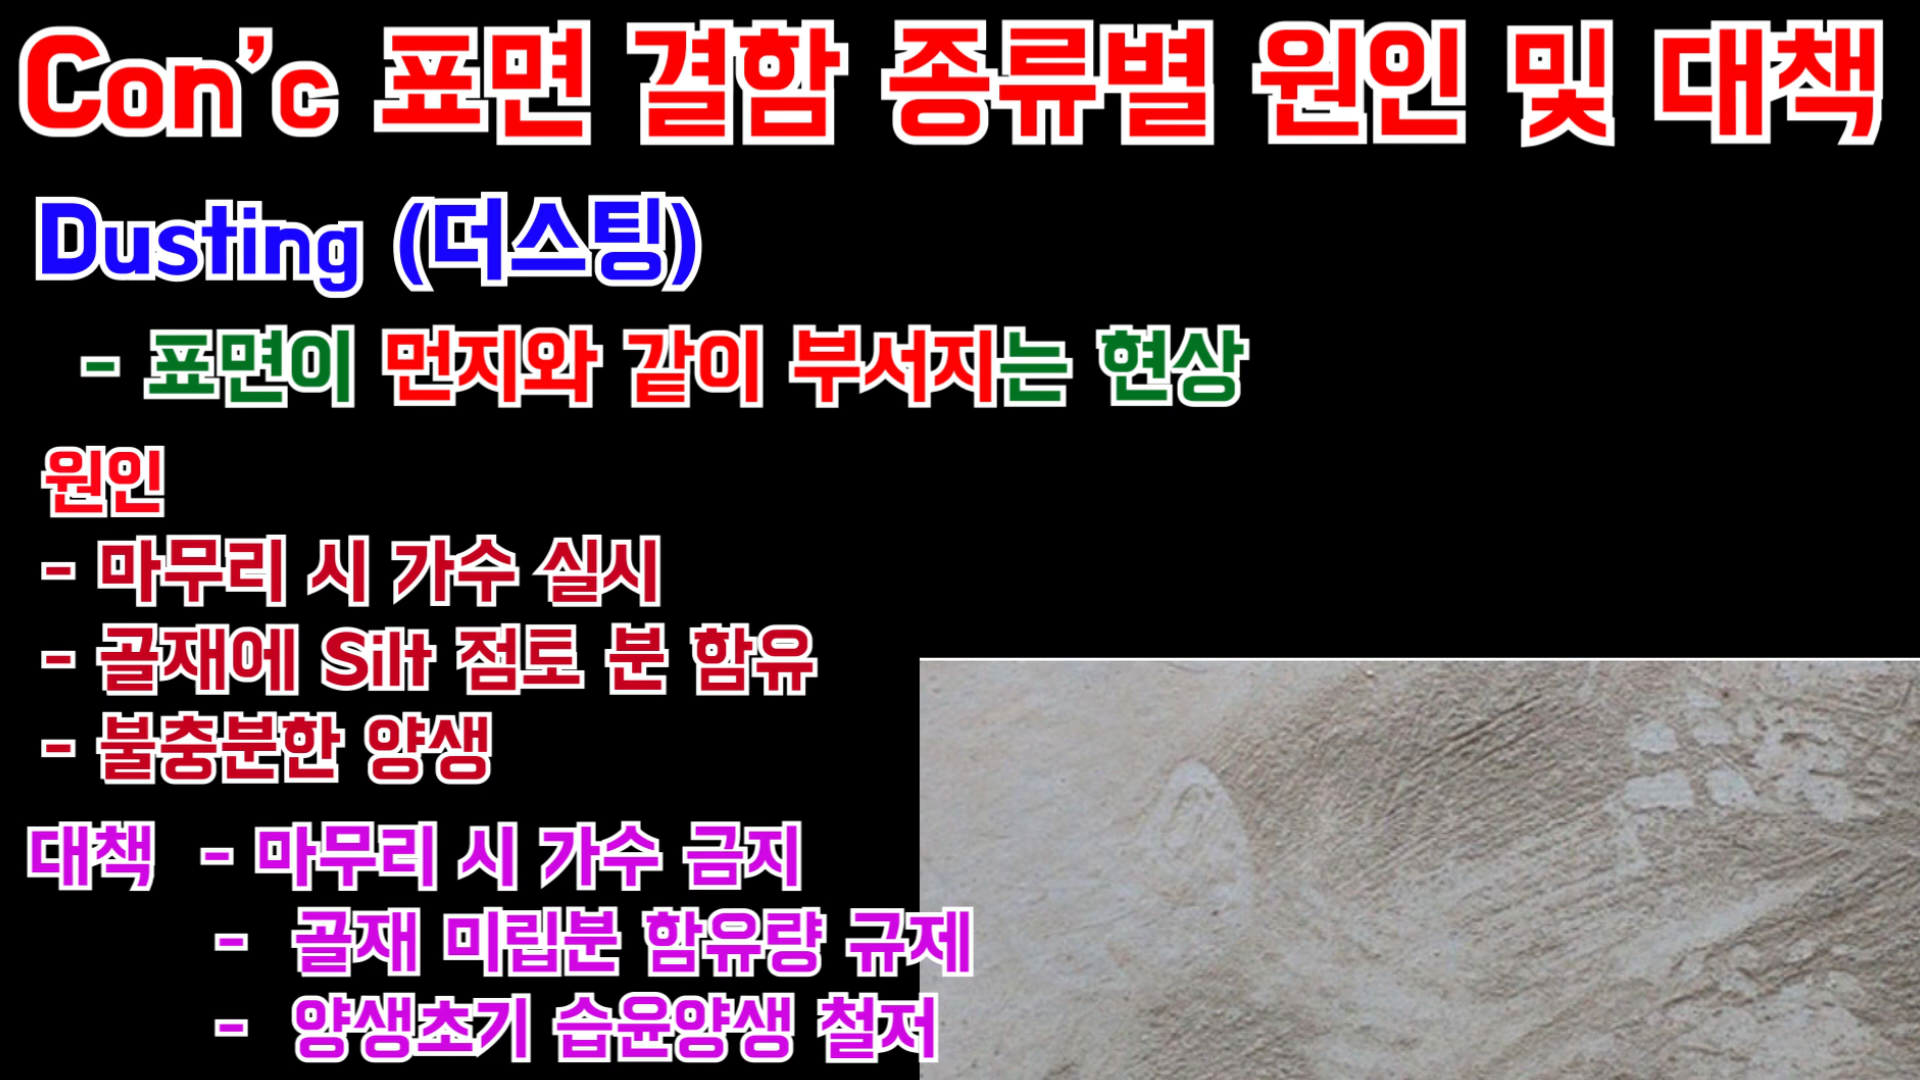 Con’c 표면 결함 종류별 원인 및 대책
Dusting (더스팅)
- 표면이 먼지와 같이 부서지는 현상
원인
- 마무리 시 가수 실시
- 골재에 Silt 점토 분 함유
- 불충분한 양생
대책 - 마무리 시 가수 금지
- 골재 미립분 함유량 규제
- 양생초기 습윤양생 철저